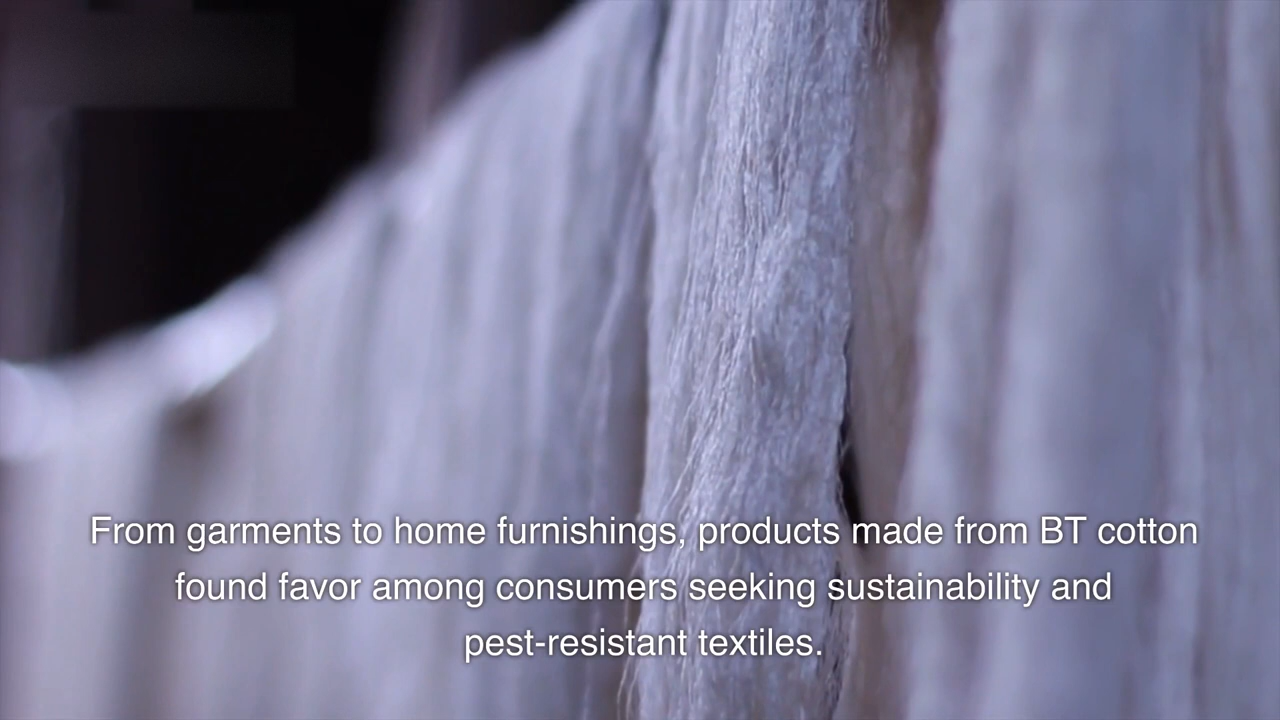 From garments to home furnishings, products made from BT cotton
found favor among consumers seeking sustainability and
pest-resistant textiles.